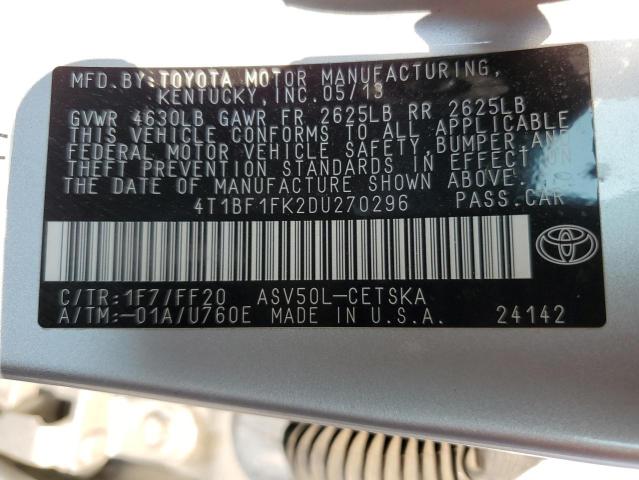 MFD.BY:TOYOTA MOTOR MANUFACTURING,
KENTUCKY, INC. 05/13
GVWR 4630LB GAWR FR 2625LB RR 2625LB
THIS VEHICLE CONFORMS TO ALL APPLICABLE
FEDERAL MOTOR VEHICLE SAFETY, BUMPER, AND
THEFT PREVENTION STANDARDS IN EFFECT ON
THE DATE OF MANUFACTURE SHOWN ABOVE.
4T1BF1FK2DU270296 PASS.CAR
C/TR:1F7/FF20 ASV50L-CETSKA
A/TM:-01A/U760E MADE IN U.S.A. 24142